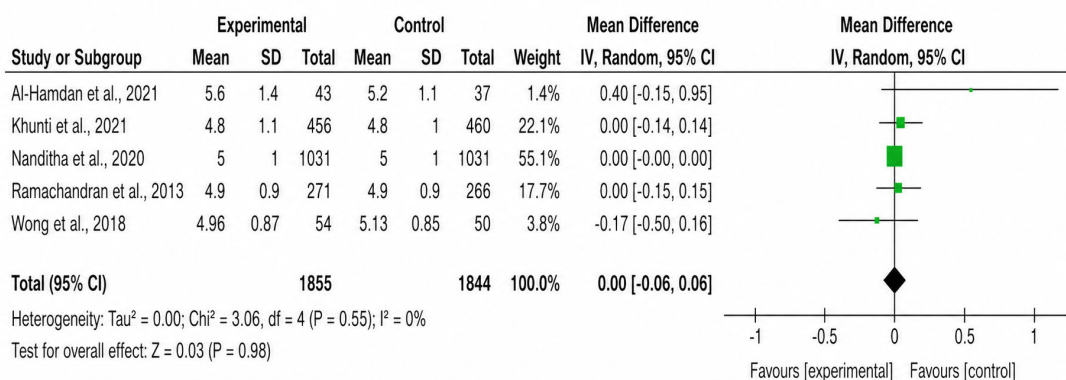 Experimental Control Mean Difference Mean Difference
Study or Subgroup Mean SD Total Mean SD Total Weight IV, Random, 95% CI IV, Random, 95% CI
Al-Hamdan et al., 2021 5.6 1.4 43 5.2 1.1 37 1.4% 0.40 [-0.15, 0.95]
Khunti et al., 2021 4.8 1.1 456 4.8 1 460 22.1% 0.00 [-0.14, 0.14]
Nanditha et al., 2020 5 1 1031 5 1 1031 55.1% 0.00 [-0.00, 0.00]
Ramachandran et al., 2013 4.9 0.9 271 4.9 0.9 266 17.7% 0.00 [-0.15, 0.15]
Wong et al., 2018 4.96 0.87 54 5.13 0.85 50 3.8% -0.17 [-0.50, 0.16]
Total (95% CI) 1855 1844 100.0% 0.00 [-0.06, 0.06]
Heterogeneity: Tau² = 0.00; Chi² = 3.06, df = 4 (P = 0.55); I² = 0%
Test for overall effect: Z = 0.03 (P = 0.98)
-1 -0.5 0 0.5 1
Favours [experimental] Favours [control]